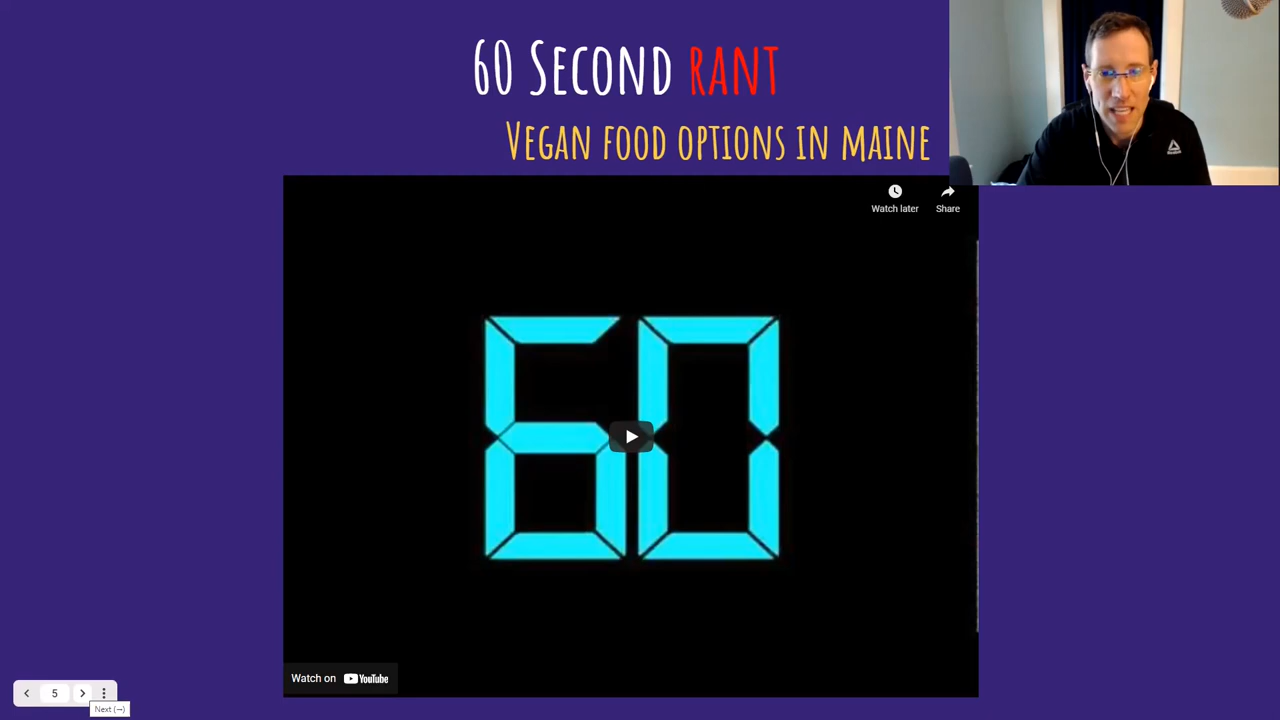 60 Second RANT
Vegan food options in Maine
Watch later
Share
60
Watch on YouTube
5
Next (→)